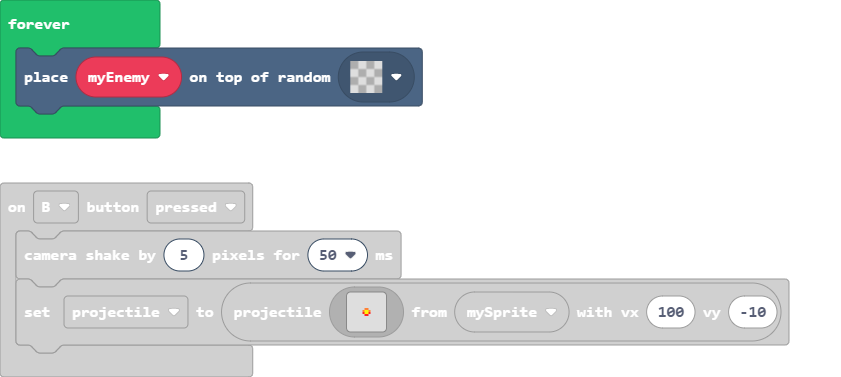 forever
place myEnemy on top of random
on B button pressed
camera shake by 5 pixels for 50 ms
set projectile to projectile from mySprite with vx 100 vy -10